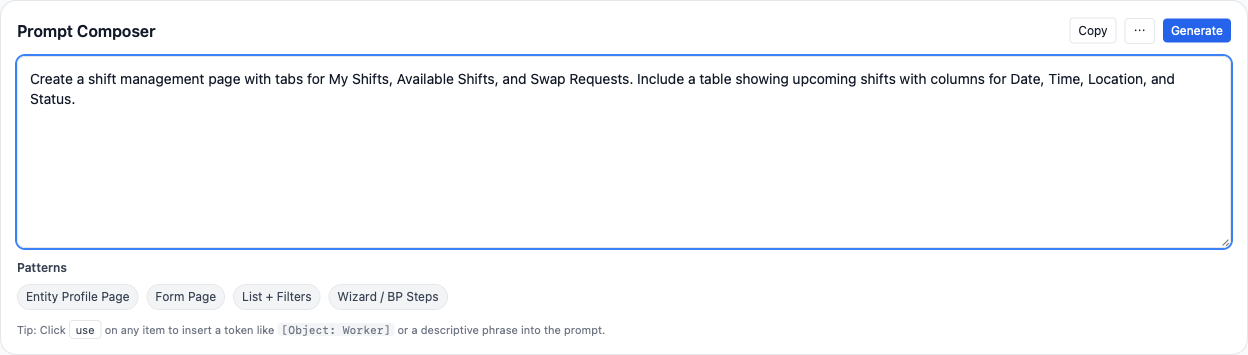 Prompt Composer
Copy
···
Generate
Create a shift management page with tabs for My Shifts, Available Shifts, and Swap Requests. Include a table showing upcoming shifts with columns for Date, Time, Location, and
Status.
Patterns
Entity Profile Page
Form Page
List + Filters
Wizard / BP Steps
Tip: Click use on any item to insert a token like [Object: Worker] or a descriptive phrase into the prompt.